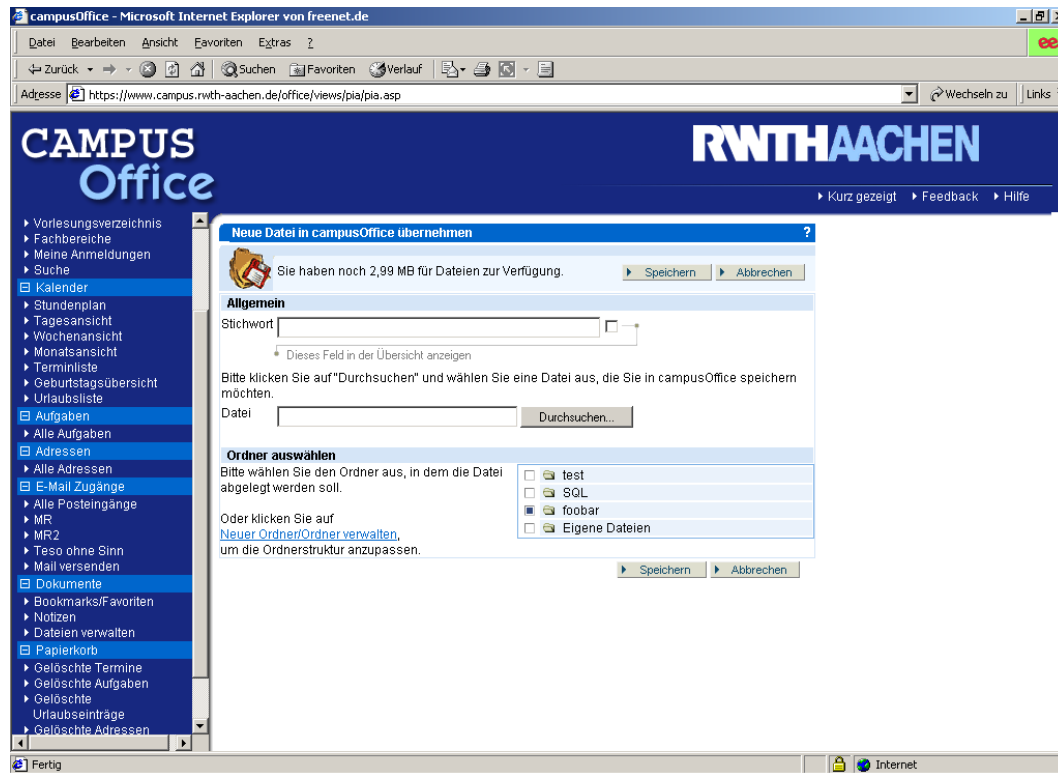 campusOffice - Microsoft Internet Explorer von freenet.de
Datei Bearbeiten Ansicht Favoriten Extras ?
Zurück Suchen Favoriten Verlauf
Adresse https://www.campus.rwth-aachen.de/office/views/pia/pia.asp Wechseln zu Links
CAMPUS
Office
RWTHAACHEN
Kurz gezeigt Feedback Hilfe
Vorlesungsverzeichnis
Fachbereiche
Meine Anmeldungen
Suche
Kalender
Stundenplan
Tagesansicht
Wochenansicht
Monatsansicht
Terminliste
Geburtstagsübersicht
Urlaubsliste
Aufgaben
Alle Aufgaben
Adressen
Alle Adressen
E-Mail Zugänge
Alle Posteingänge
MR
MR2
Teso ohne Sinn
Mail versenden
Dokumente
Bookmarks/Favoriten
Notizen
Dateien verwalten
Papierkorb
Gelöschte Termine
Gelöschte Aufgaben
Gelöschte
Urlaubseinträge
Gelöschte Adressen
Neue Datei in campusOffice übernehmen ?
Sie haben noch 2,99 MB für Dateien zur Verfügung. Speichern Abbrechen
Allgemein
Stichwort
Dieses Feld in der Übersicht anzeigen
Bitte klicken Sie auf "Durchsuchen" und wählen Sie eine Datei aus, die Sie in campusOffice speichern
möchten.
Datei Durchsuchen...
Ordner auswählen
Bitte wählen Sie den Ordner aus, in dem die Datei
abgelegt werden soll.
Oder klicken Sie auf
Neuer Ordner/Ordner verwalten,
um die Ordnerstruktur anzupassen.
test
SQL
foobar
Eigene Dateien
Speichern Abbrechen
Fertig Internet